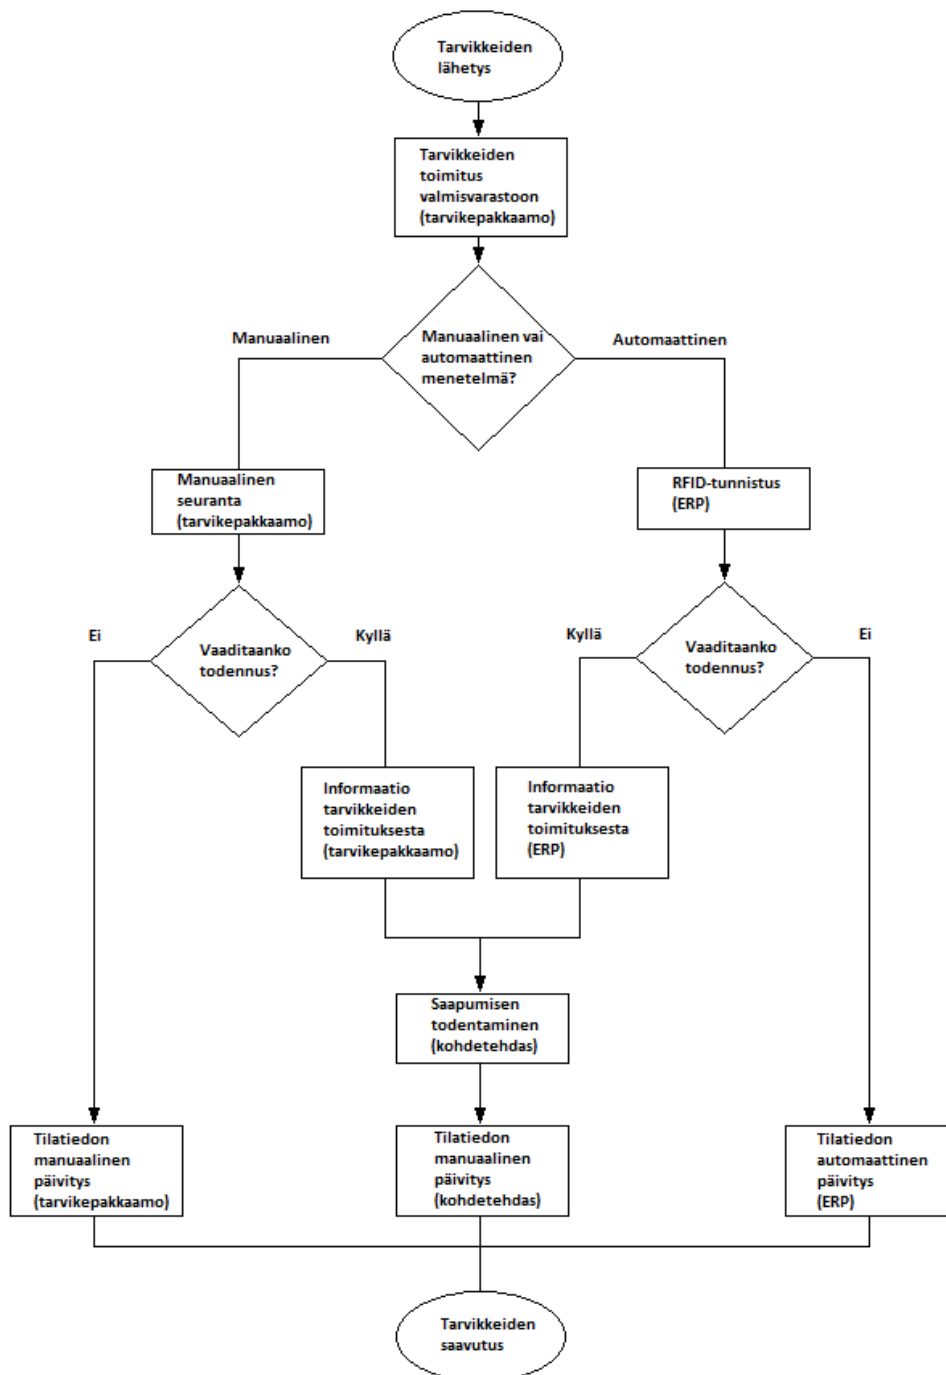 Tarvikkeiden
lähetys
Tarvikkeiden
toimitus
valmisvarastoon
(tarvikepakkaamo)
Manuaalinen
Manuaalinen vai
automaattinen
menetelmä?
Automaattinen
Manuaalinen
seuranta
(tarvikepakkaamo)
RFID-tunnistus
(ERP)
Ei
Vaaditaanko
todennus?
Kyllä
Kyllä
Vaaditaanko
todennus?
Ei
Informaatio
tarvikkeiden
toimituksesta
(tarvikepakkaamo)
Informaatio
tarvikkeiden
toimituksesta
(ERP)
Saapumisen
todentaminen
(kohdetehdas)
Tilatiedon
manuaalinen
päivitys
(tarvikepakkaamo)
Tilatiedon
manuaalinen
päivitys
(kohdetehdas)
Tilatiedon
automaattinen
päivitys
(ERP)
Tarvikkeiden
saavutus